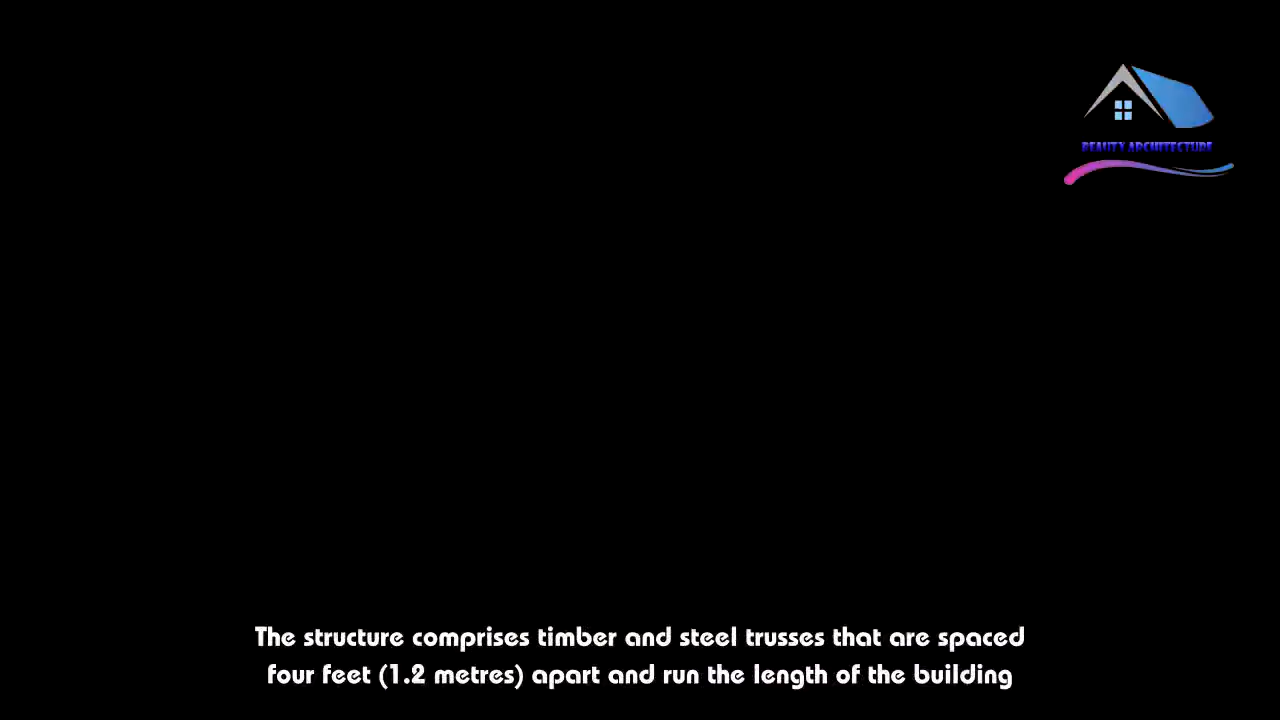 BEAUTY ARCHITECTURE
The structure comprises timber and steel trusses that are spaced
four feet (1.2 metres) apart and run the length of the building